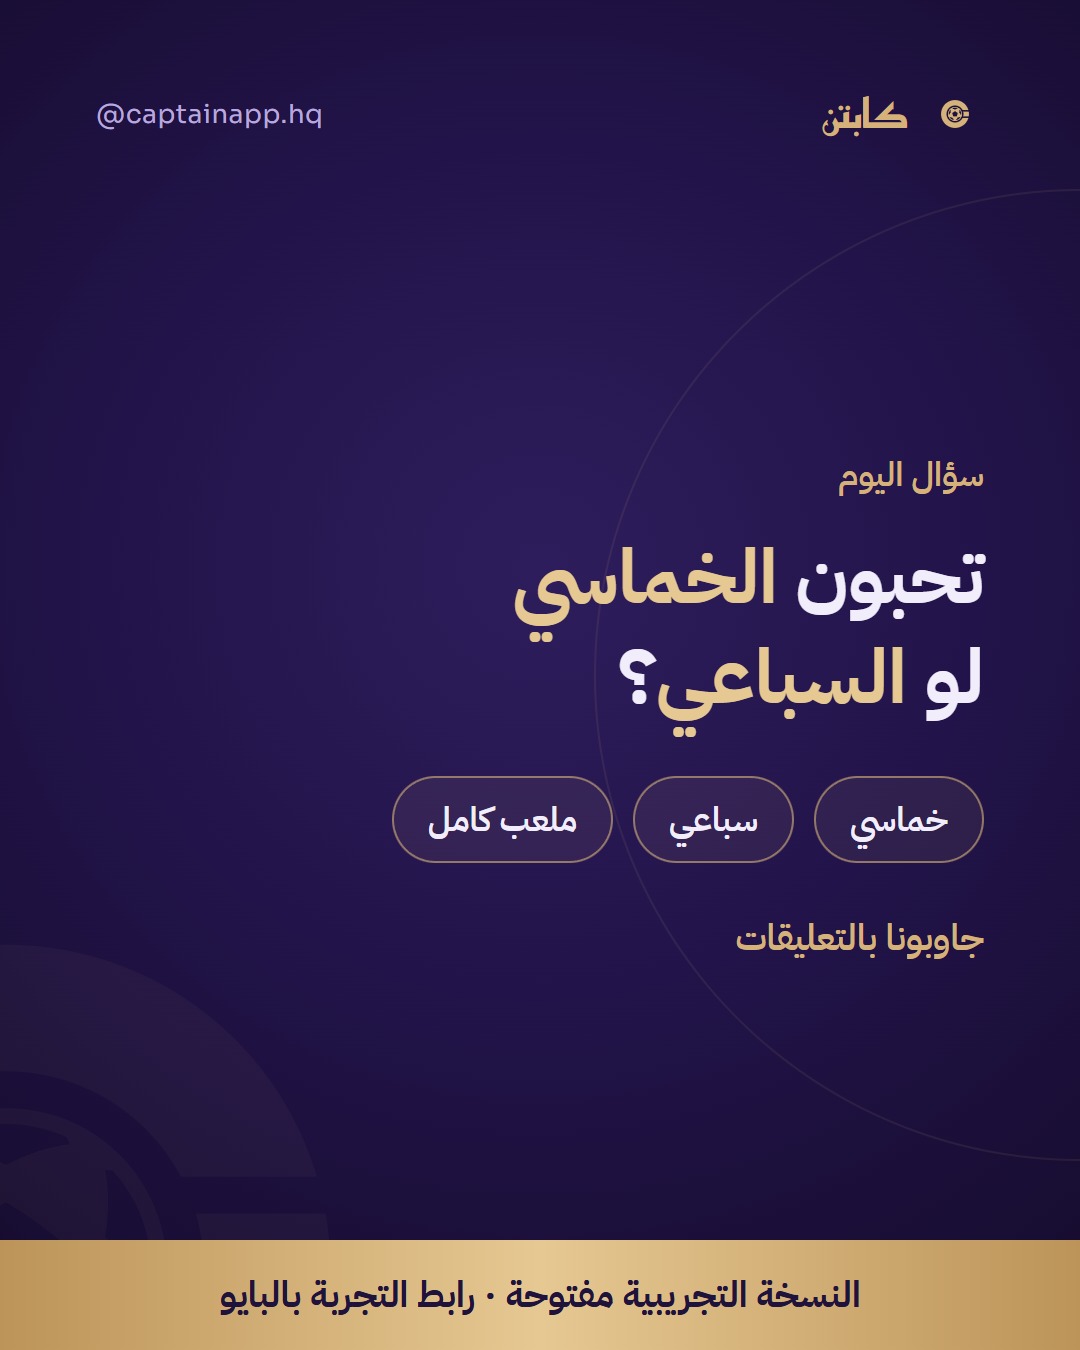 كابتن
@captainapp.hq
سؤال اليوم
تحبون الخماسي
لو السباعي؟
خماسي
سباعي
ملعب كامل
جاوبونا بالتعليقات
النسخة التجريبية مفتوحة · رابط التجربة بالبايو